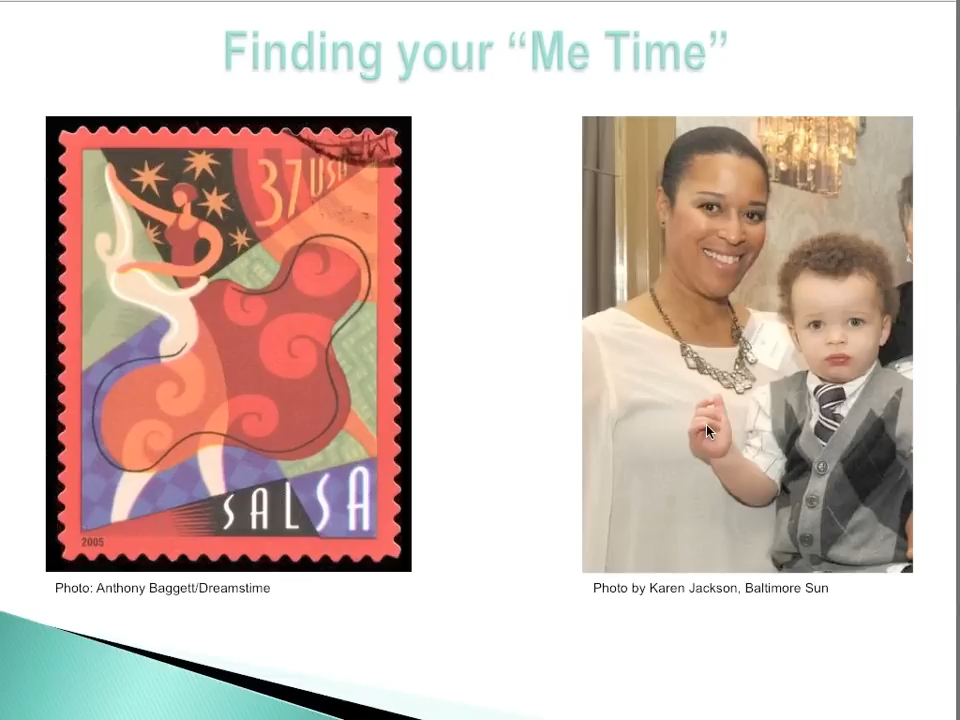 Finding your “Me Time”
37 USA
SALSA
2005
Photo: Anthony Baggett/Dreamstime
Photo by Karen Jackson, Baltimore Sun